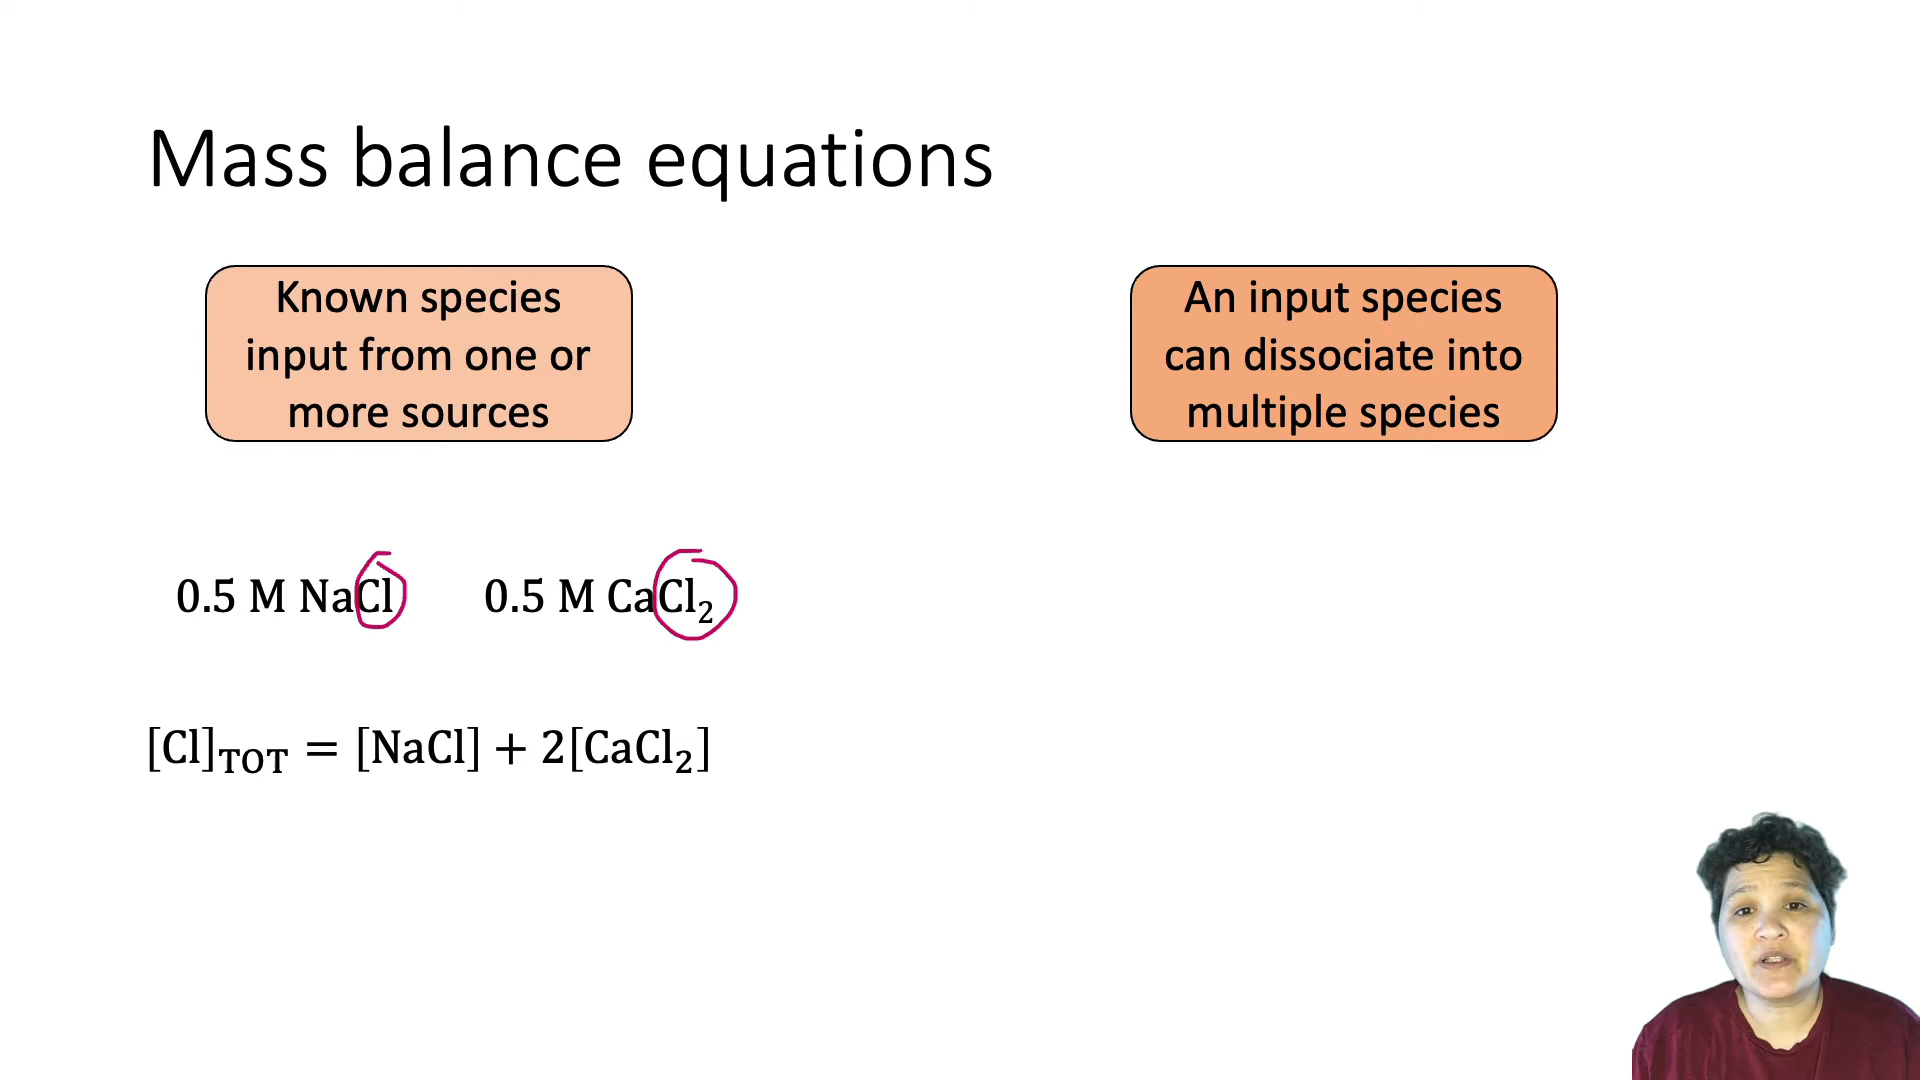 Mass balance equations
Known species
input from one or
more sources
An input species
can dissociate into
multiple species
0.5 M NaCl 0.5 M CaCl₂
[Cl]TOT = [NaCl] + 2[CaCl₂]